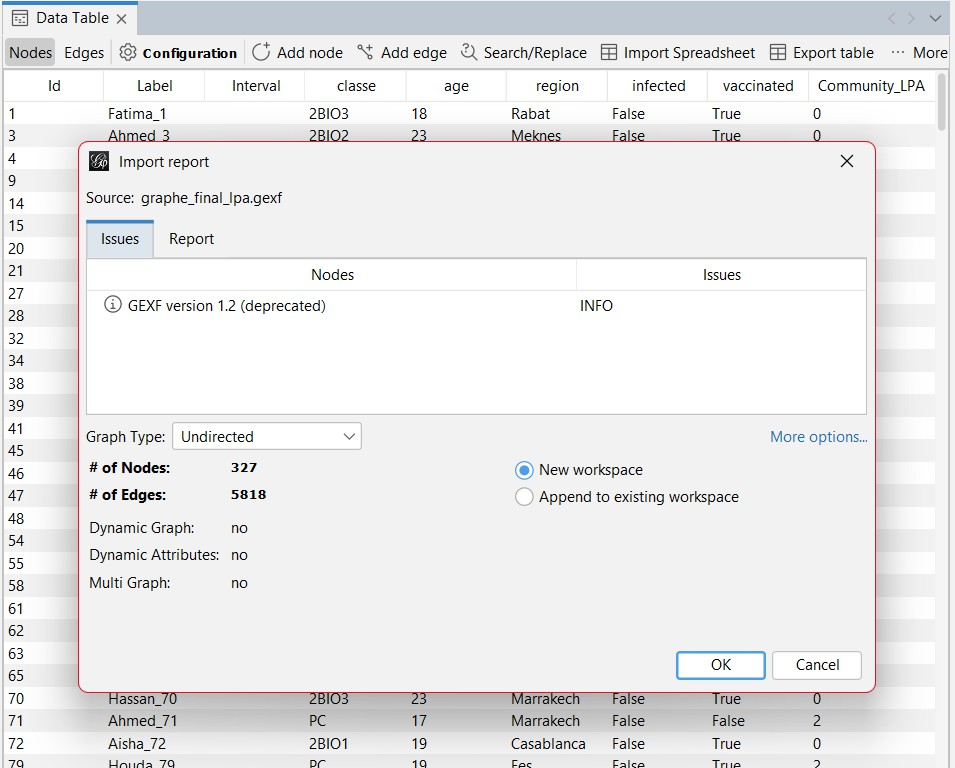 Data Table
Nodes Edges Configuration Add node Add edge Search/Replace Import Spreadsheet Export table ··· More
Id Label Interval classe age region infected vaccinated Community_LPA
1 Fatima_1 2BIO3 18 Rabat False True 0
3 Ahmed_3 2BIO2 23 Meknes False True 0
4
9
14
15
20
21
27
28
32
34
38
39
41
45
46
47
48
54
55
58
61
62
63
65
Import report
Source: graphe_final_lpa.gexf
Issues Report
Nodes Issues
GEXF version 1.2 (deprecated) INFO
Graph Type: Undirected More options...
# of Nodes: 327
# of Edges: 5818
New workspace
Append to existing workspace
Dynamic Graph: no
Dynamic Attributes: no
Multi Graph: no
OK Cancel
70 Hassan_70 2BIO3 23 Marrakech False True 0
71 Ahmed_71 PC 17 Marrakech False False 2
72 Aisha_72 2BIO1 19 Casablanca False True 0
79 Houda_79 PC 19 Fes False True 2